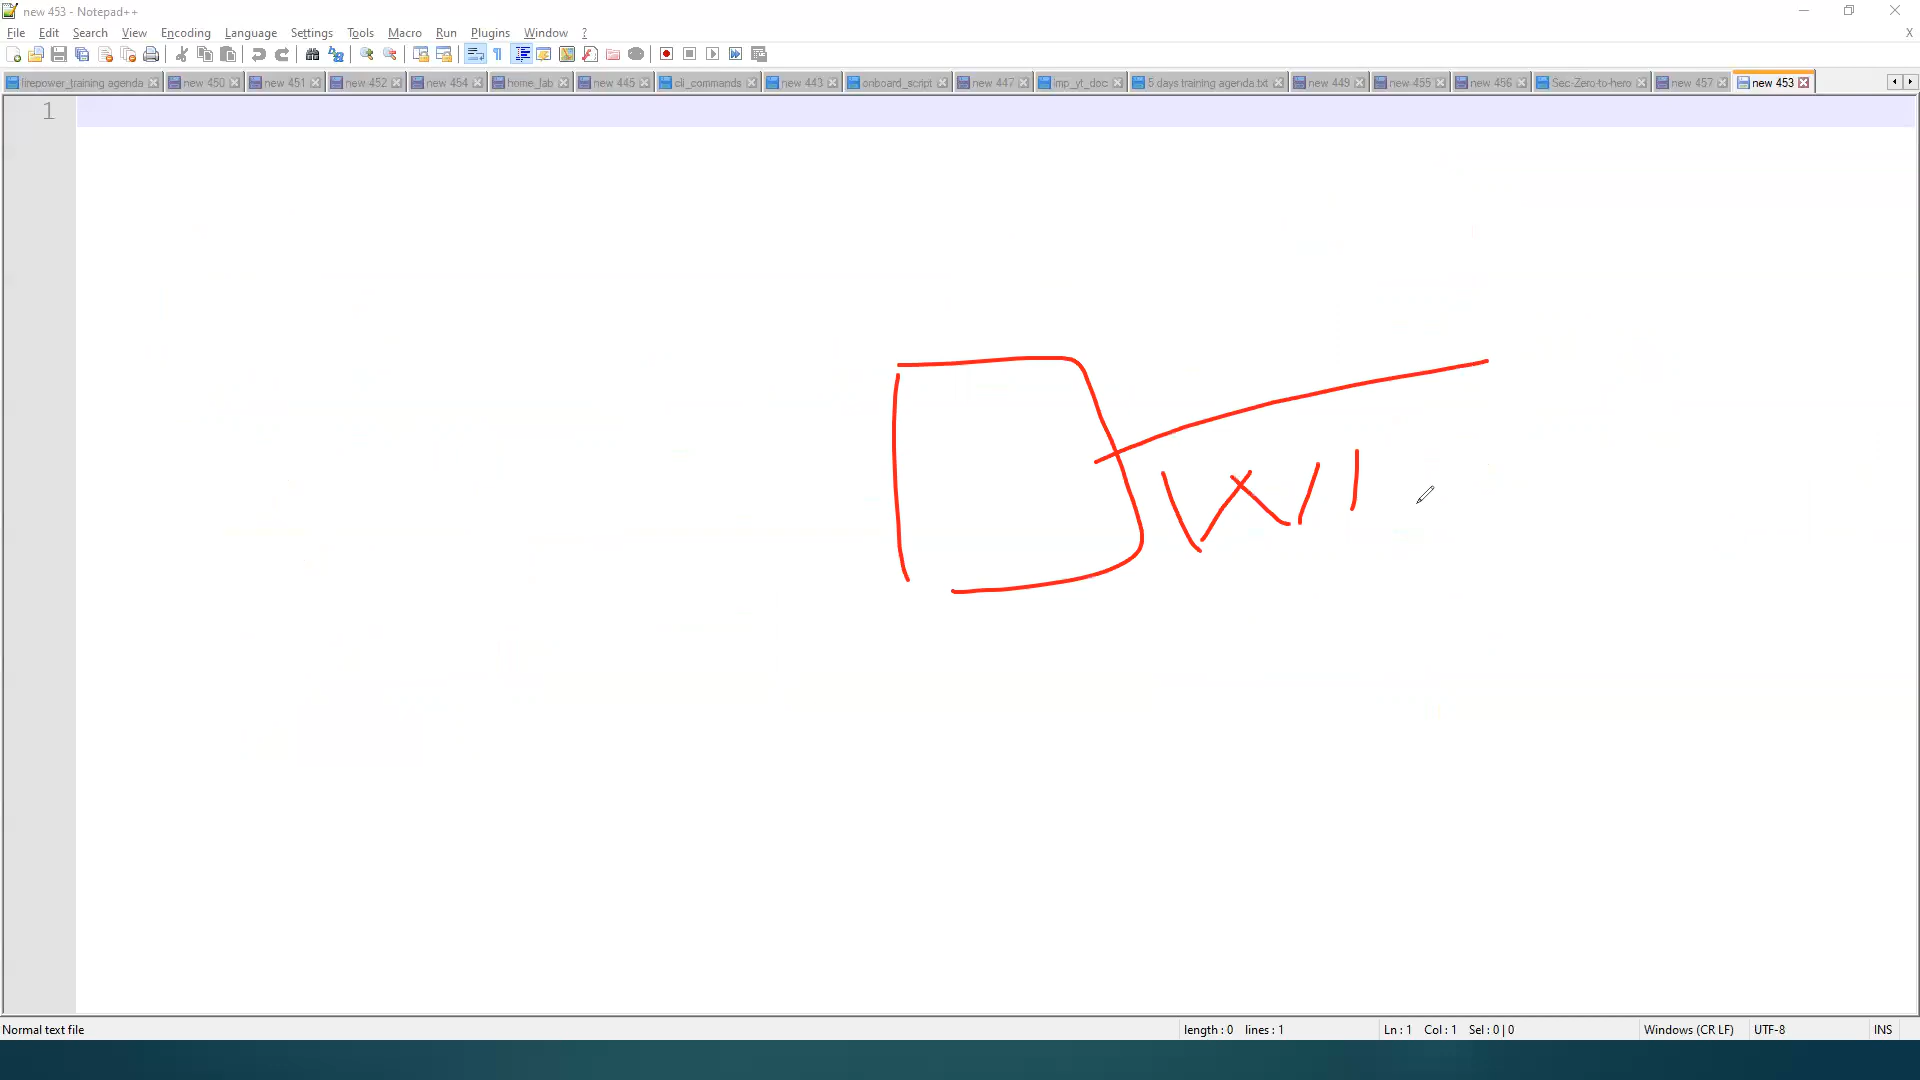 new 453 - Notepad++
File Edit Search View Encoding Language Settings Tools Macro Run Plugins Window ? X
firepower_training agenda new 450 new 451 new 452 new 454 home_lab new 445 cli_commands new 443 onboard_script new 447 imp_yt_doc 5 days training agenda.txt new 449 new 455 new 456 Sec-Zero-to-hero new 457 new 453
1
Normal text file length : 0 lines : 1 Ln : 1 Col : 1 Sel : 0 | 0 Windows (CR LF) UTF-8 INS